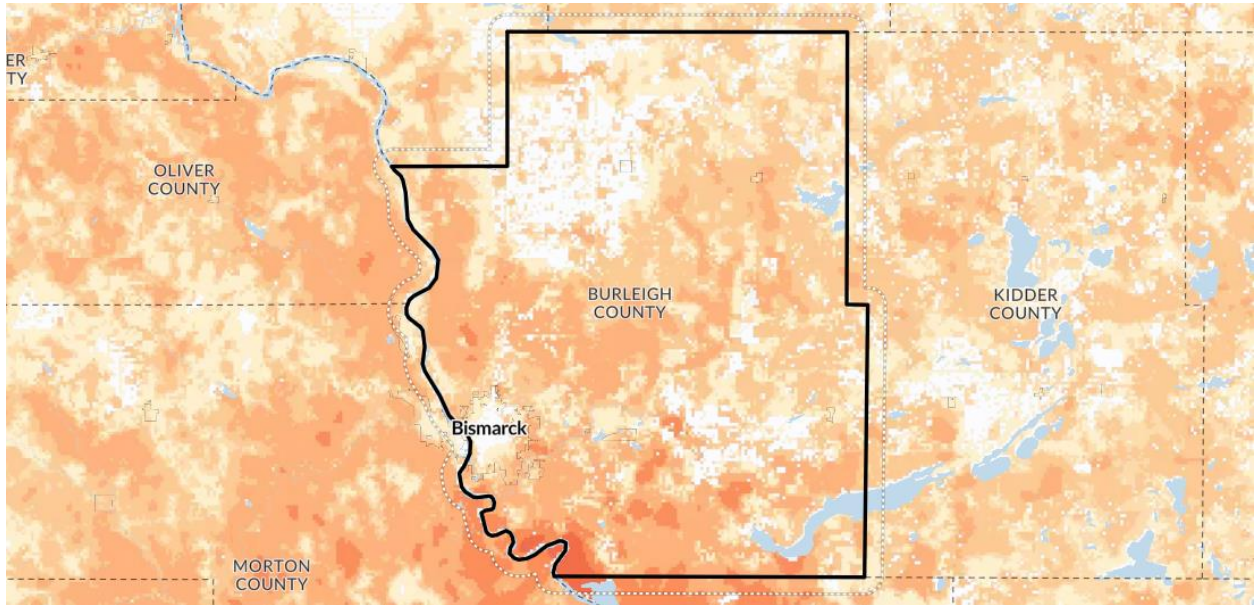 ER
TY
OLIVER
COUNTY
BURLEIGH
COUNTY
KIDDER
COUNTY
Bismarck
MORTON
COUNTY